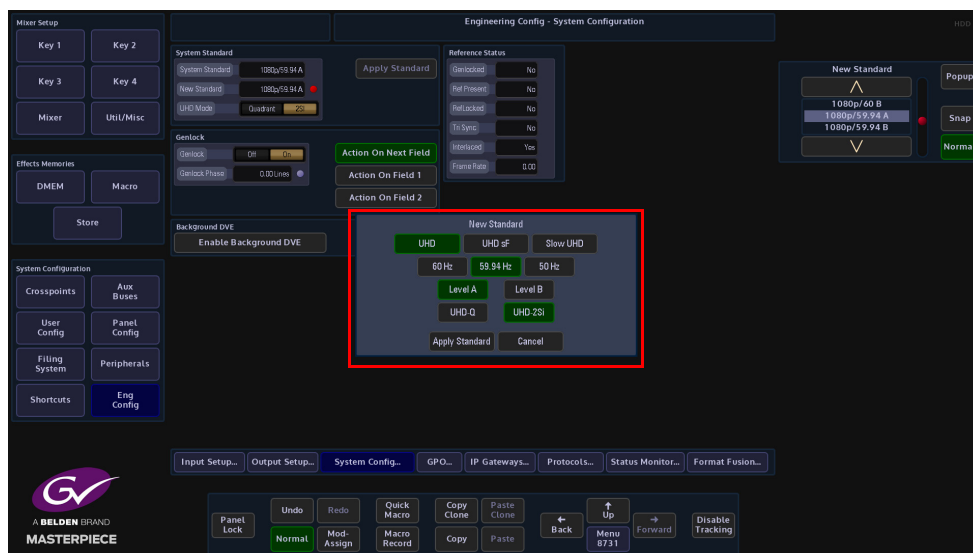 Mixer Setup
Key 1
Key 2
Key 3
Key 4
Mixer
Util/Misc
Effects Memories
DMEM
Macro
Store
System Configuration
Crosspoints
Aux
Buses
User
Config
Panel
Config
Filing
System
Peripherals
Shortcuts
Eng
Config
Engineering Config - System Configuration
HDD
System Standard
System Standard 1080p/59.94 A
New Standard 1080p/59.94 A
UHD Mode Quadrant 2SI
Apply Standard
Genlock
Genlock Off On
Genlock Phase 0.00 Lines
Action On Next Field
Action On Field 1
Action On Field 2
Background DVE
Enable Background DVE
Reference Status
Genlocked No
Ref Present No
Ref Locked No
Tri Sync No
Interlaced Yes
Frame Rate 0.00
New Standard
1080p/60 B
1080p/59.94 A
1080p/59.94 B
Popup
Snap
Norma
New Standard
UHD UHD sF Slow UHD
60 Hz 59.94 Hz 50 Hz
Level A Level B
UHD-Q UHD-2Si
Apply Standard Cancel
Input Setup... Output Setup... System Config... GPO... IP Gateways... Protocols... Status Monitor... Format Fusion...
GV
A BELDEN BRAND
MASTERPIECE
Panel
Lock
Undo
Redo
Quick
Macro
Copy
Clone
Paste
Clone
Normal
Mod-
Assign
Macro
Record
Copy
Paste
Back
Up
Menu
8731
Forward
Disable
Tracking